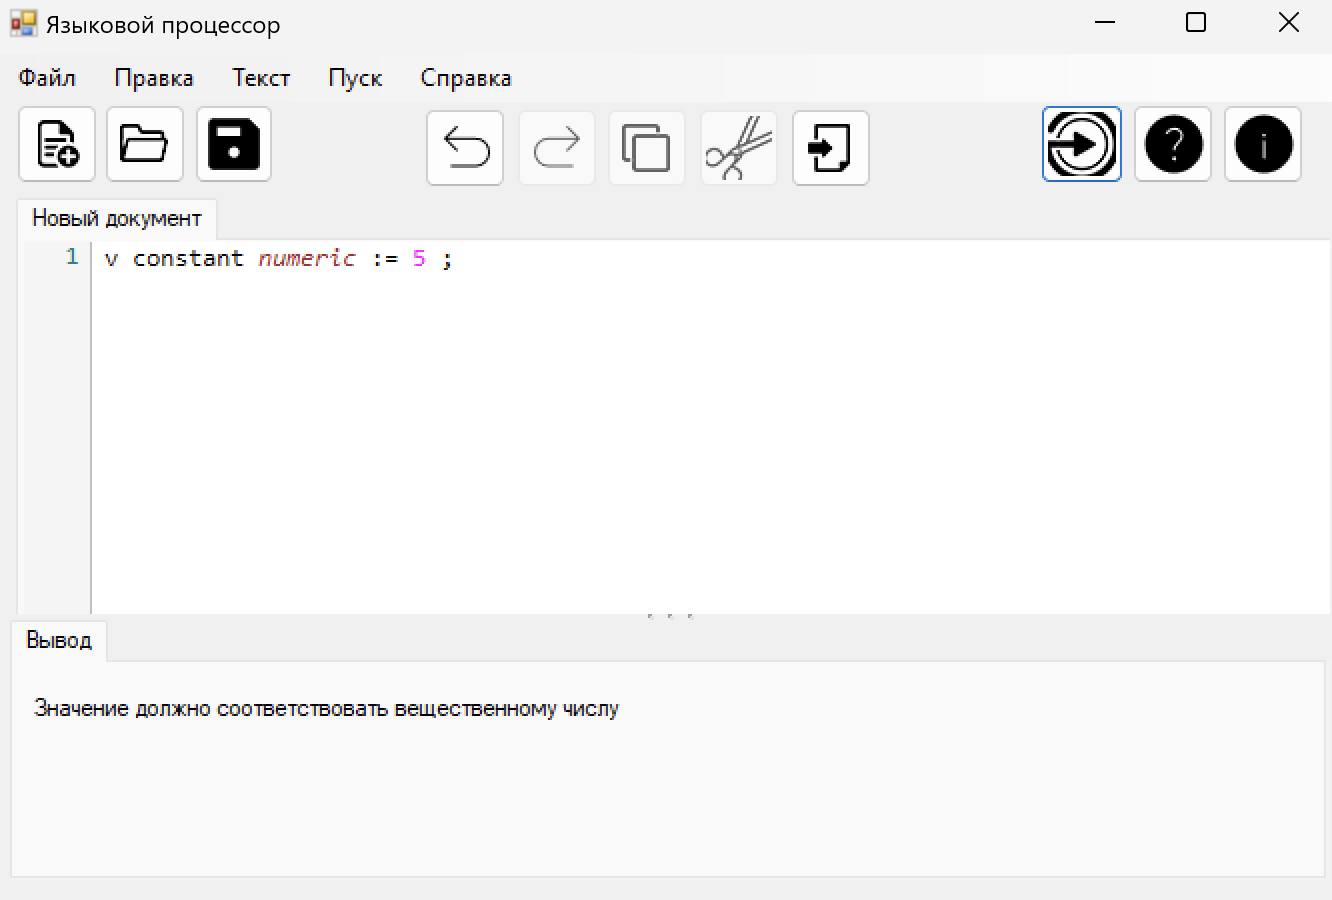 Языковой процессор
Файл Правка Текст Пуск Справка
? i
Новый документ
1 v constant numeric := 5 ;
Вывод
Значение должно соответствовать вещественному числу